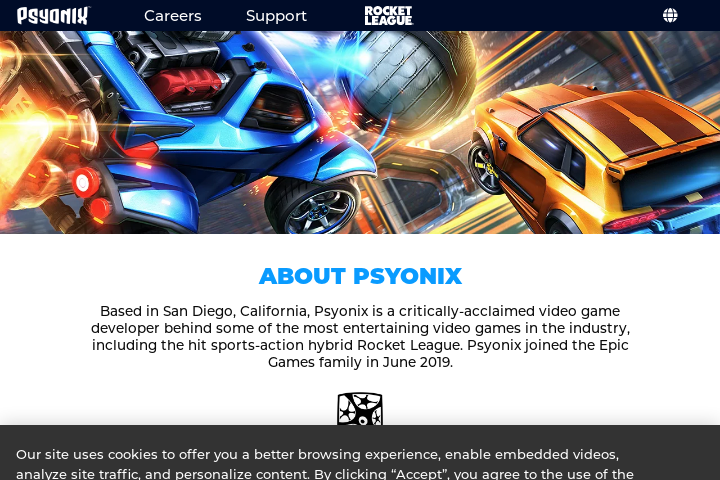 PSYONIX
Careers
Support
ROCKET
LEAGUE
ABOUT PSYONIX
Based in San Diego, California, Psyonix is a critically-acclaimed video game
developer behind some of the most entertaining video games in the industry,
including the hit sports-action hybrid Rocket League. Psyonix joined the Epic
Games family in June 2019.
Our site uses cookies to offer you a better browsing experience, enable embedded videos,
analyze site traffic, and personalize content. By clicking “Accept”, you agree to the use of the